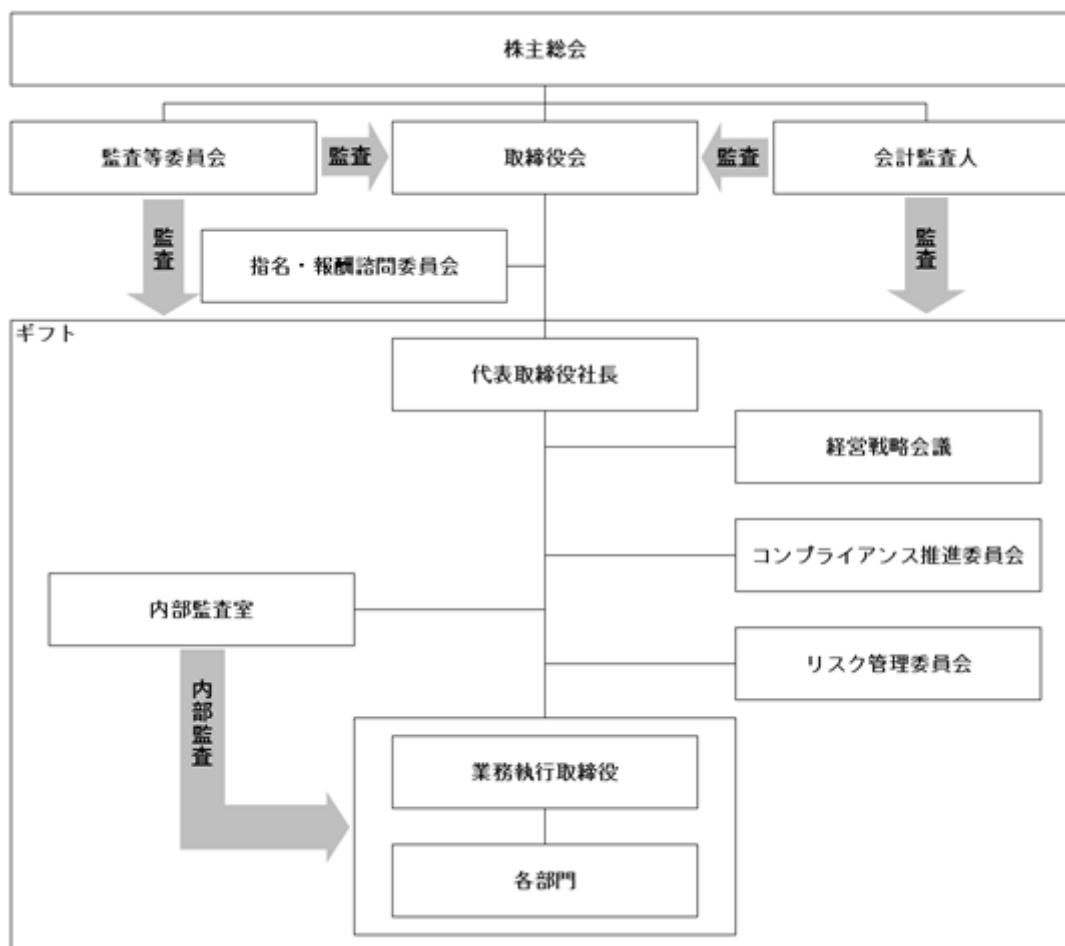 株主総会
監査等委員会
監査
取締役会
監査
会計監査人
監査
指名・報酬諮問委員会
監査
ギフト
代表取締役社長
経営戦略会議
コンプライアンス推進委員会
内部監査室
リスク管理委員会
内部監査
業務執行取締役
各部門